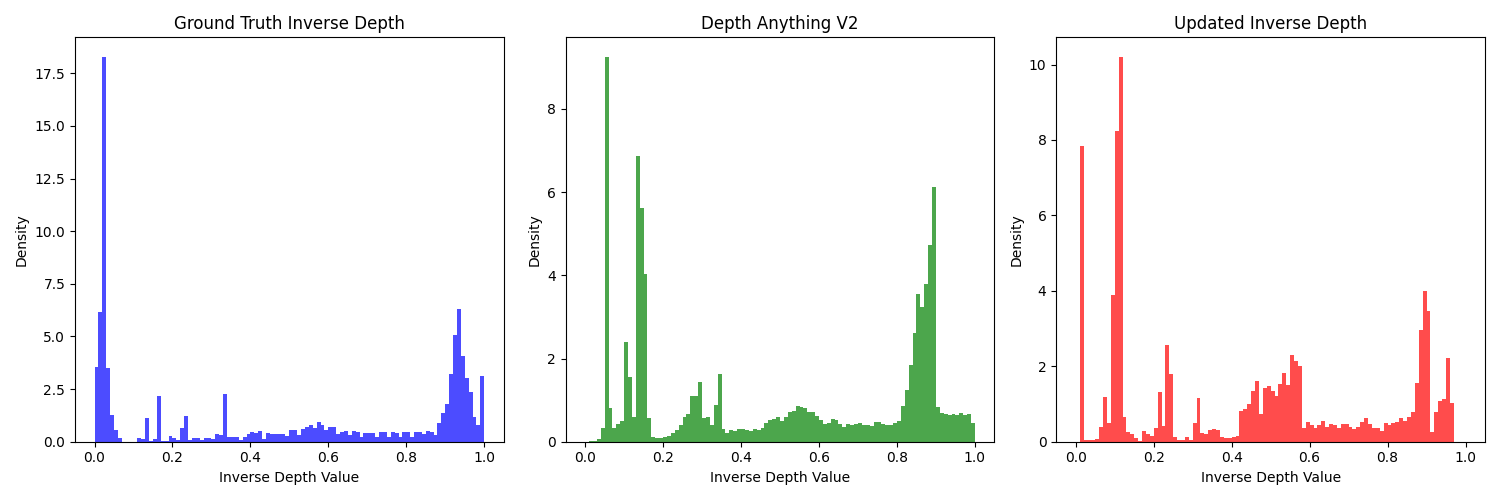 Ground Truth Inverse Depth
Density
17.5
15.0
12.5
10.0
7.5
5.0
2.5
0.0
0.0 0.2 0.4 0.6 0.8 1.0
Inverse Depth Value
Depth Anything V2
Density
8
6
4
2
0
0.0 0.2 0.4 0.6 0.8 1.0
Inverse Depth Value
Updated Inverse Depth
Density
10
8
6
4
2
0
0.0 0.2 0.4 0.6 0.8 1.0
Inverse Depth Value